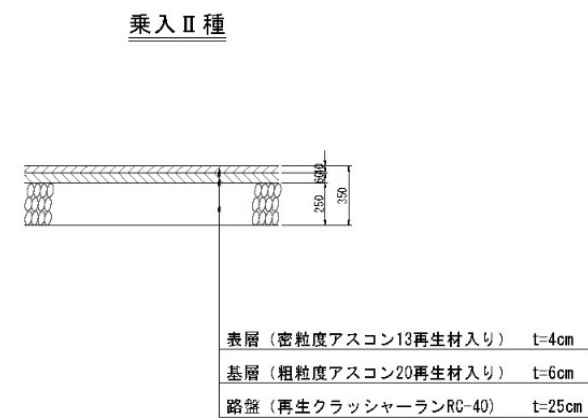 乗入Ⅱ種
40
60
250
350
表層（密粒度アスコン13再生材入り） t=4cm
基層（粗粒度アスコン20再生材入り） t=6cm
路盤（再生クラッシャーランRC-40） t=25cm